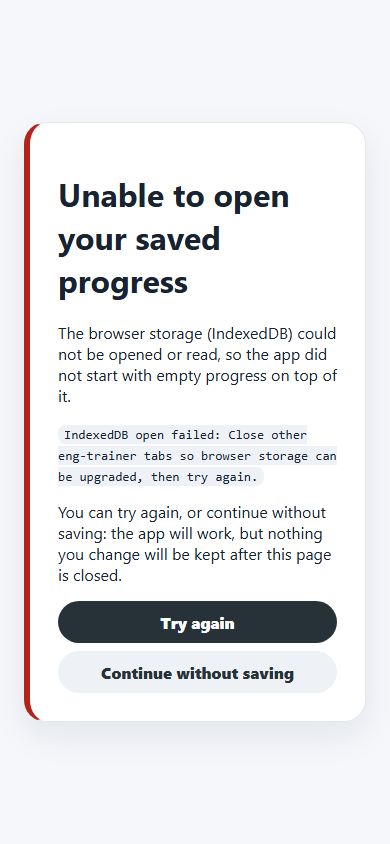 Unable to open
your saved
progress
The browser storage (IndexedDB) could
not be opened or read, so the app did
not start with empty progress on top of
it.
IndexedDB open failed: Close other
eng-trainer tabs so browser storage can
be upgraded, then try again.
You can try again, or continue without
saving: the app will work, but nothing
you change will be kept after this page
is closed.
Try again
Continue without saving